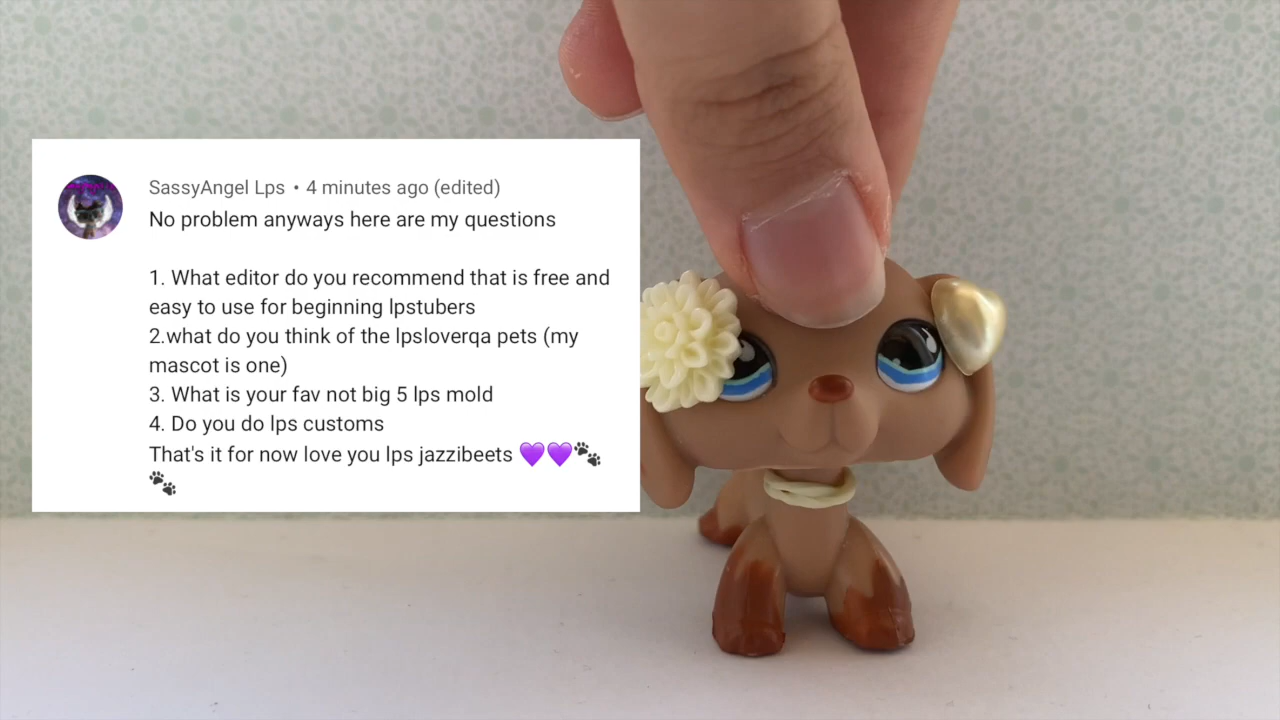 SassyAngel Lps • 4 minutes ago (edited)
No problem anyways here are my questions
1. What editor do you recommend that is free and
easy to use for beginning lpstubers
2.what do you think of the lpsloverqa pets (my
mascot is one)
3. What is your fav not big 5 lps mold
4. Do you do lps customs
That's it for now love you lps jazzibeets 💜💜🐾
🐾